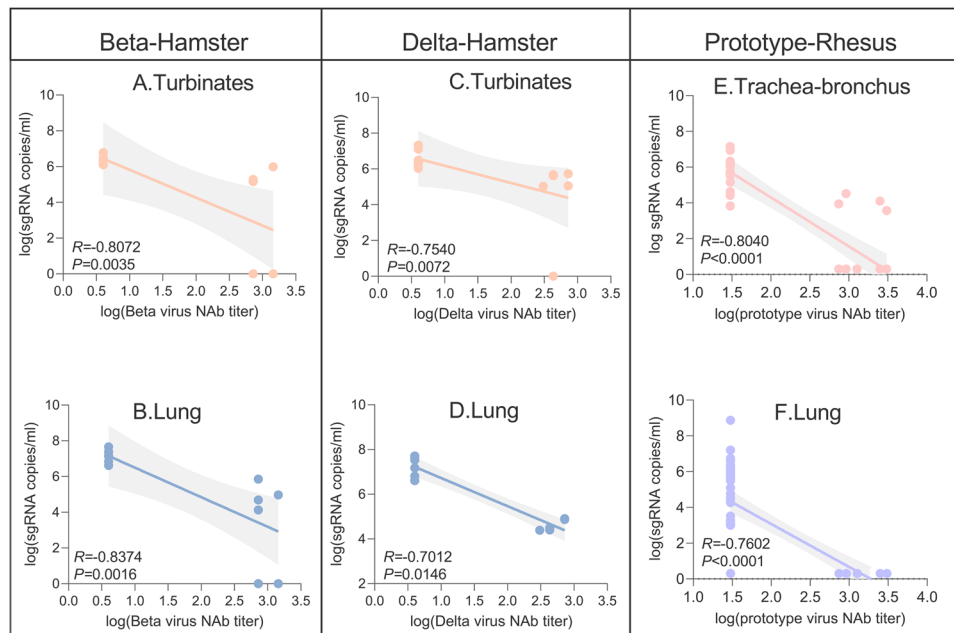 Beta-Hamster
Delta-Hamster
Prototype-Rhesus
A.Turbinates
log(sgRNA copies/ml)
10
8
6
4
2
0
R=-0.8072
P=0.0035
0.0 0.5 1.0 1.5 2.0 2.5 3.0 3.5
log(Beta virus NAb titer)
C.Turbinates
log(sgRNA copies/ml)
10
8
6
4
2
0
R=-0.7540
P=0.0072
0.0 0.5 1.0 1.5 2.0 2.5 3.0 3.5
log(Delta virus NAb titer)
E.Trachea-bronchus
log sgRNA copies/ml)
10
8
6
4
2
0
R=-0.8040
P<0.0001
1.0 1.5 2.0 2.5 3.0 3.5 4.0
log(prototype virus NAb titer)
B.Lung
log(sgRNA copies/ml)
10
8
6
4
2
0
R=-0.8374
P=0.0016
0.0 0.5 1.0 1.5 2.0 2.5 3.0 3.5
log(Beta virus NAb titer)
D.Lung
log(sgRNA copies/ml)
10
8
6
4
2
R=-0.7012
P=0.0146
0.0 0.5 1.0 1.5 2.0 2.5 3.0 3.5
log(Delta virus NAb titer)
F.Lung
log(sgRNA copies/ml)
10
8
6
4
2
0
R=-0.7602
P<0.0001
1.0 1.5 2.0 2.5 3.0 3.5 4.0
log(prototype virus NAb titer)